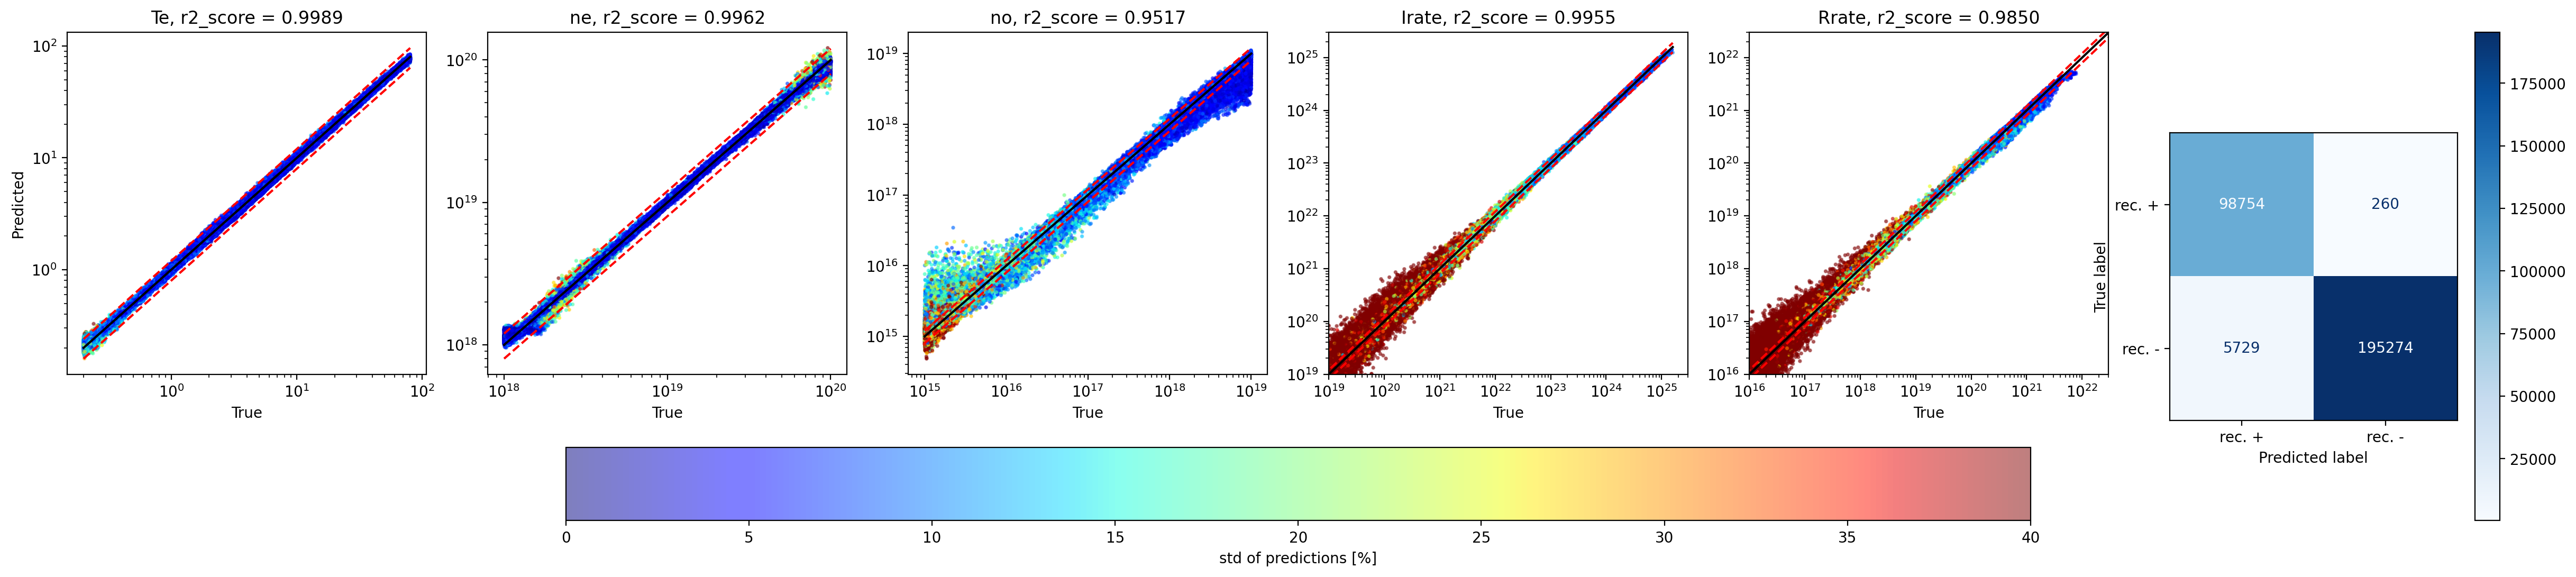 Te, r2_score = 0.9989
ne, r2_score = 0.9962
no, r2_score = 0.9517
Irate, r2_score = 0.9955
Rrate, r2_score = 0.9850
Predicted
10²
10¹
10⁰
10⁰ 10¹ 10²
True
10²⁰
10¹⁹
10¹⁸
10¹⁸ 10¹⁹ 10²⁰
True
10¹⁹
10¹⁸
10¹⁷
10¹⁶
10¹⁵
10¹⁵ 10¹⁶ 10¹⁷ 10¹⁸ 10¹⁹
True
10²⁵
10²⁴
10²³
10²²
10²¹
10²⁰
10¹⁹
10¹⁹ 10²⁰ 10²¹ 10²² 10²³ 10²⁴ 10²⁵
True
10²²
10²¹
10²⁰
10¹⁹
10¹⁸
10¹⁷
10¹⁶
10¹⁶ 10¹⁷ 10¹⁸ 10¹⁹ 10²⁰ 10²¹ 10²²
True
True label
rec. + 98754 260
rec. - 5729 195274
rec. + rec. -
Predicted label
175000
150000
125000
100000
75000
50000
25000
0 5 10 15 20 25 30 35 40
std of predictions [%]